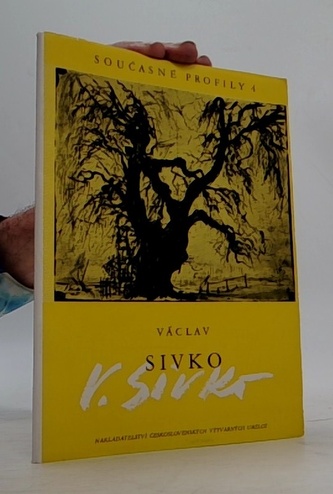 SOUČASNÉ PROFILY 4
VÁCLAV
SIVKO
V. Sivko
NAKLADATELSTVÍ ČESKOSLOVENSKÝCH VÝTVARNÝCH UMĚLCŮ